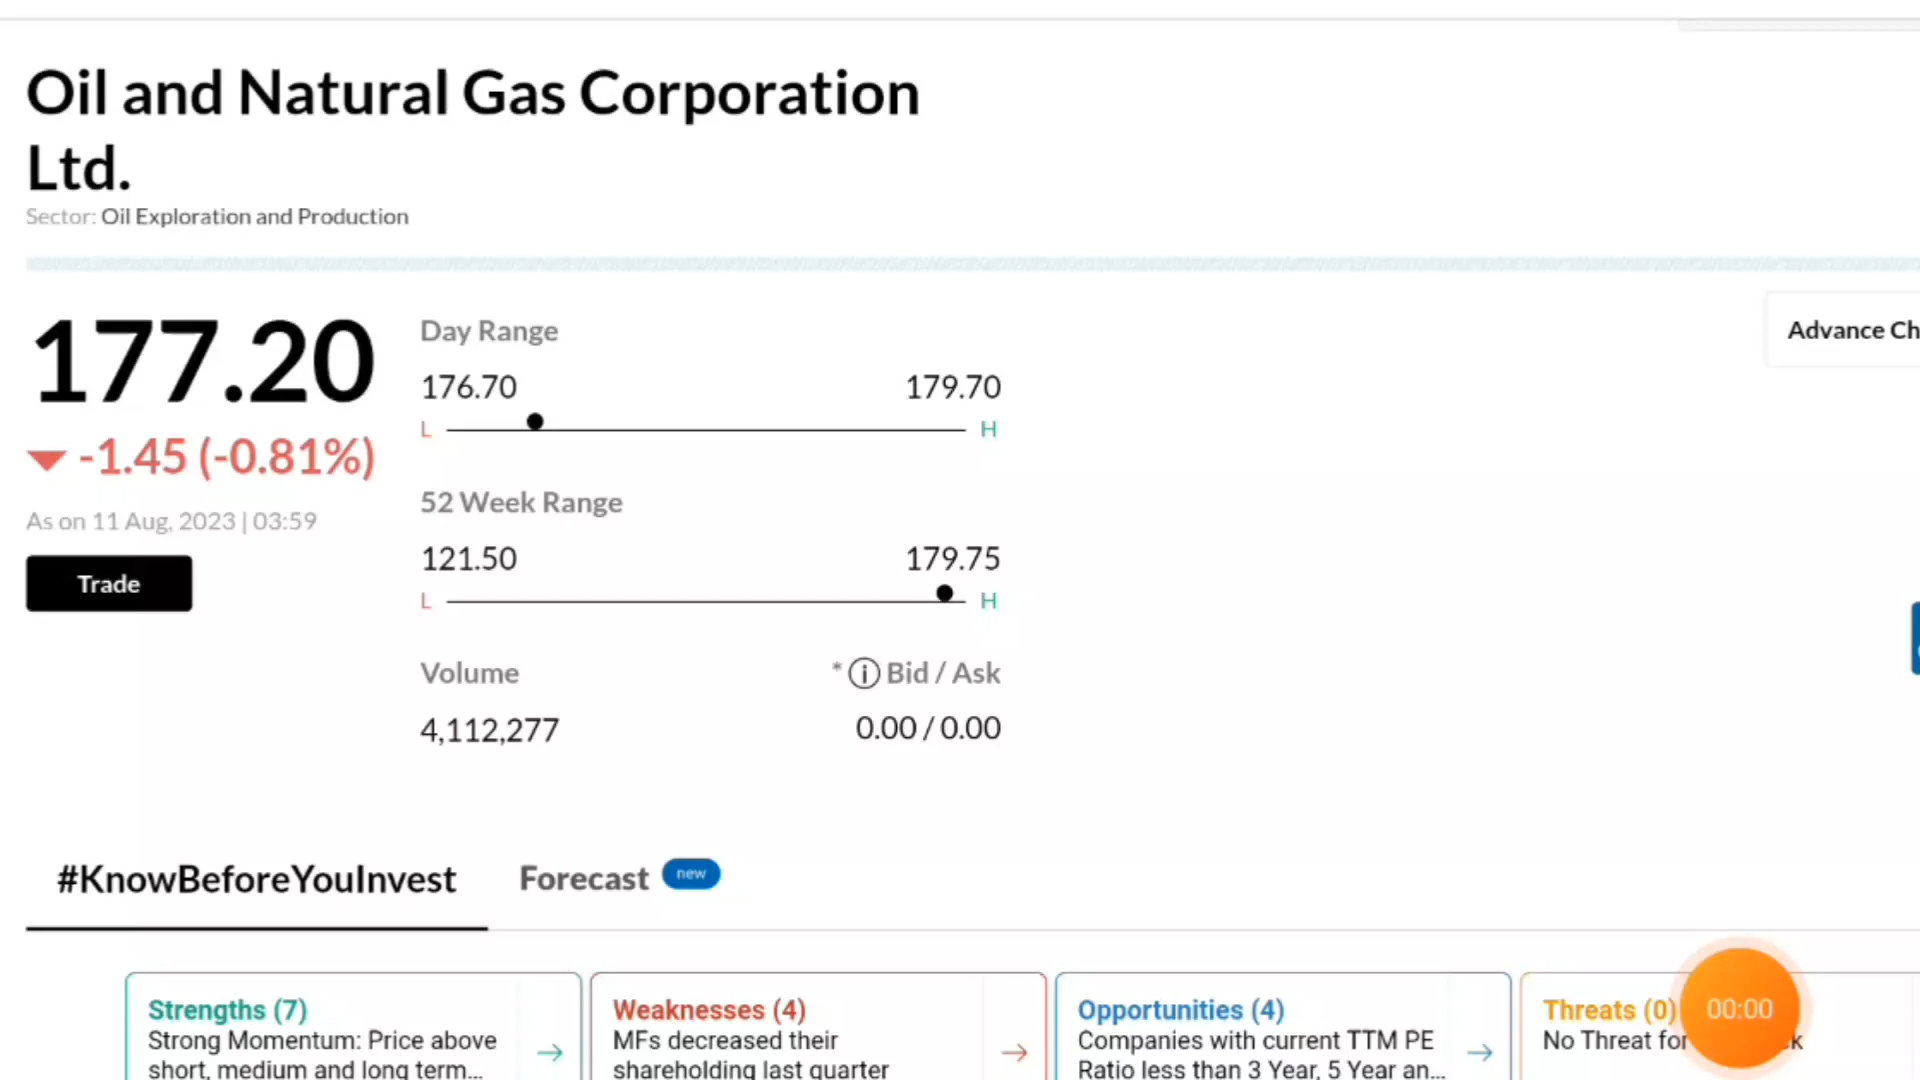 Oil and Natural Gas Corporation
Ltd.
Sector: Oil Exploration and Production
177.20
-1.45 (-0.81%)
As on 11 Aug, 2023 | 03:59
Trade
Day Range
176.70 179.70
L H
52 Week Range
121.50 179.75
L H
Volume * i Bid / Ask
4,112,277 0.00 / 0.00
Advance Ch
#KnowBeforeYouInvest Forecast new
Strengths (7)
Strong Momentum: Price above
short, medium and long term...
Weaknesses (4)
MFs decreased their
shareholding last quarter
Opportunities (4)
Companies with current TTM PE
Ratio less than 3 Year, 5 Year an...
Threats (0)
No Threat for
00:00